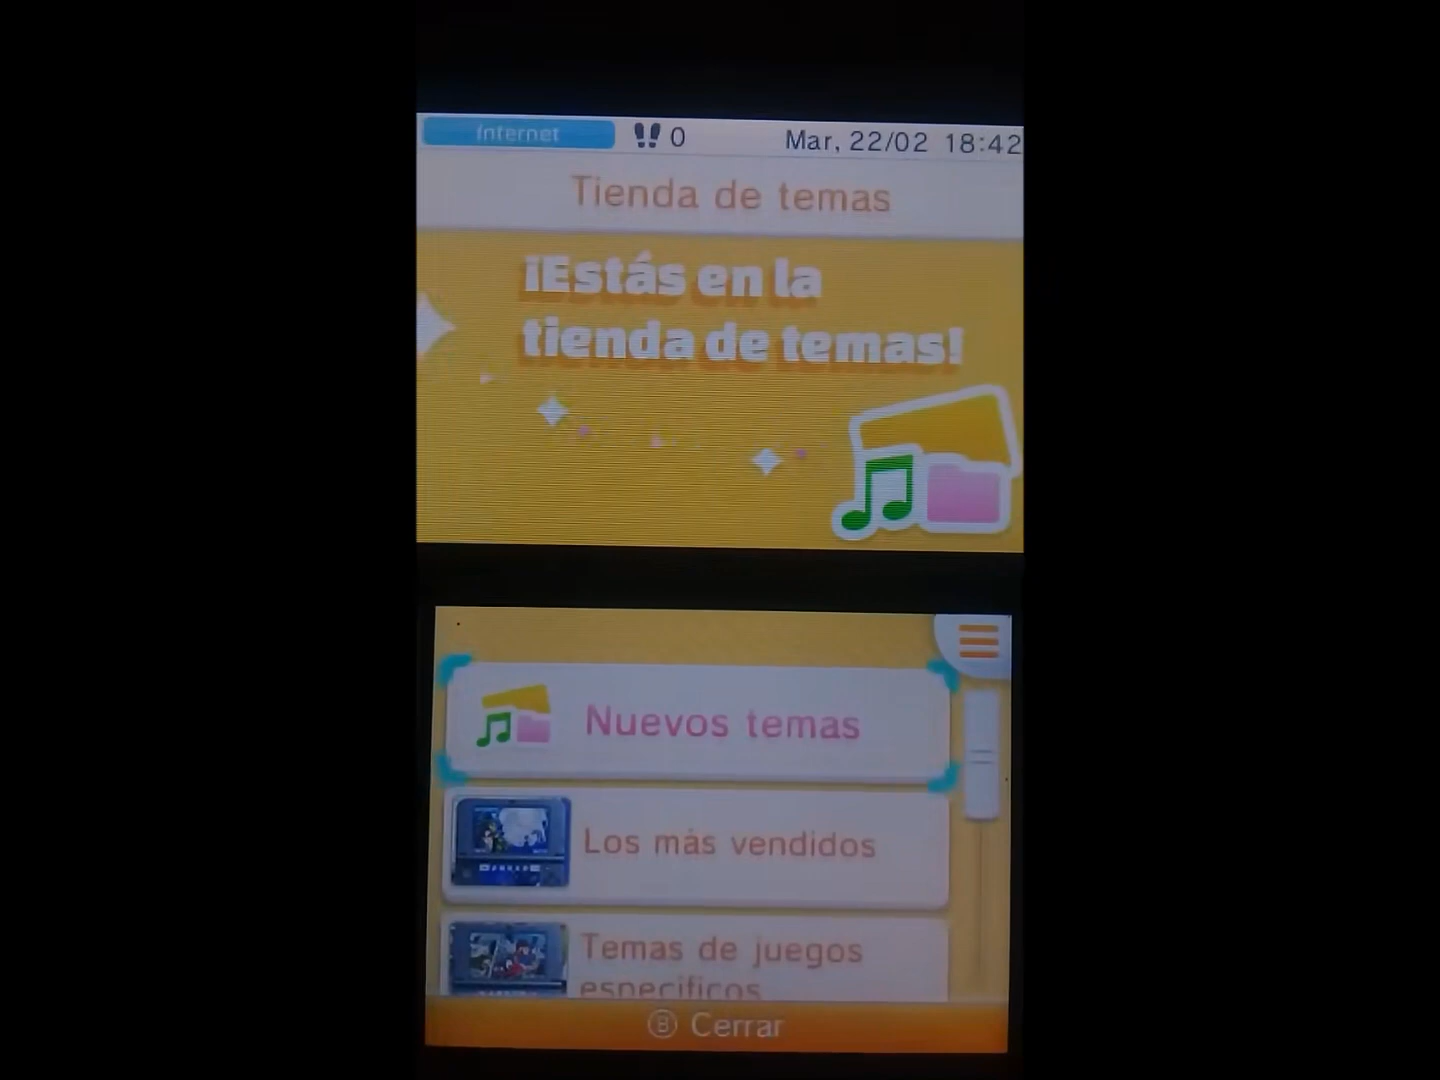 Internet
0
Mar, 22/02 18:42
Tienda de temas
¡Estás en la
tienda de temas!
Nuevos temas
Los más vendidos
Temas de juegos
específicos
B Cerrar